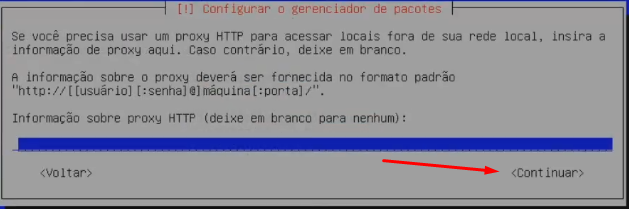 [!] Configurar o gerenciador de pacotes
Se você precisa usar um proxy HTTP para acessar locais fora de sua rede local, insira a
informação de proxy aqui. Caso contrário, deixe em branco.
A informação sobre o proxy deverá ser fornecida no formato padrão
"http://[[usuário][:senha]@]máquina[:porta]/".
Informação sobre proxy HTTP (deixe em branco para nenhum):
<Voltar> <Continuar>